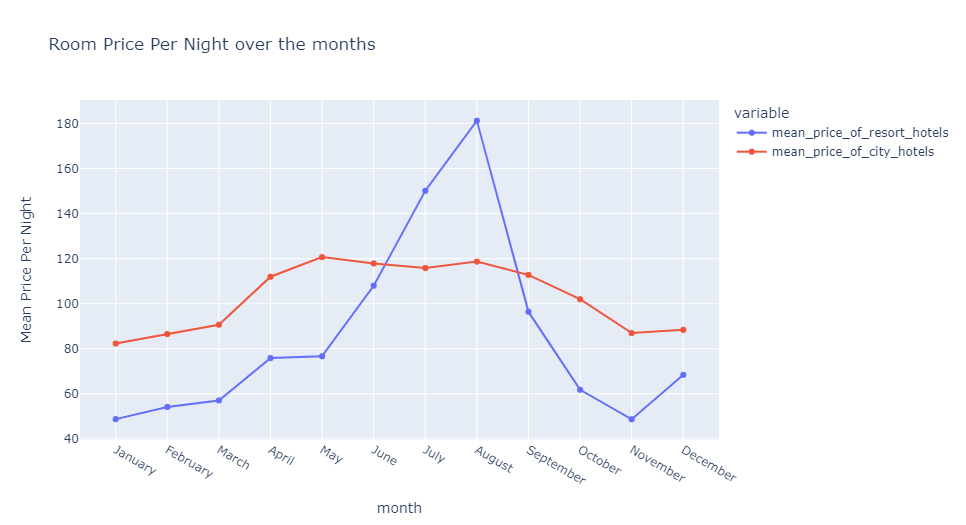 Room Price Per Night over the months
variable
mean_price_of_resort_hotels
mean_price_of_city_hotels
Mean Price Per Night
180
160
140
120
100
80
60
40
January
February
March
April
May
June
July
August
September
October
November
December
month